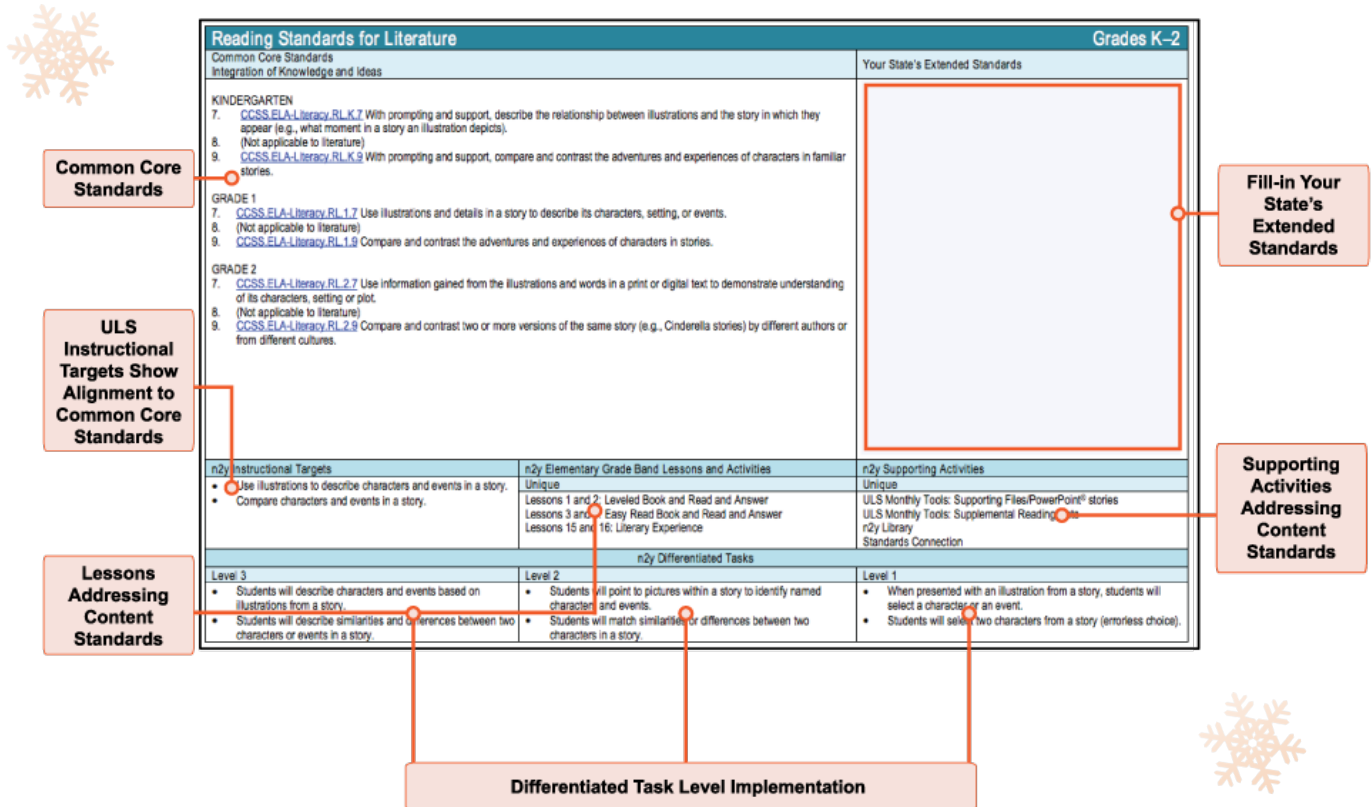 Reading Standards for Literature
Grades K–2
Common Core Standards
Integration of Knowledge and Ideas
Your State's Extended Standards
KINDERGARTEN
7. CCSS.ELA-Literacy.RL.K.7 With prompting and support, describe the relationship between illustrations and the story in which they
appear (e.g., what moment in a story an illustration depicts).
8. (Not applicable to literature)
9. CCSS.ELA-Literacy.RL.K.9 With prompting and support, compare and contrast the adventures and experiences of characters in familiar
stories.
GRADE 1
7. CCSS.ELA-Literacy.RL.1.7 Use illustrations and details in a story to describe its characters, setting, or events.
8. (Not applicable to literature)
9. CCSS.ELA-Literacy.RL.1.9 Compare and contrast the adventures and experiences of characters in stories.
GRADE 2
7. CCSS.ELA-Literacy.RL.2.7 Use information gained from the illustrations and words in a print or digital text to demonstrate understanding
of its characters, setting or plot.
8. (Not applicable to literature)
9. CCSS.ELA-Literacy.RL.2.9 Compare and contrast two or more versions of the same story (e.g., Cinderella stories) by different authors or
from different cultures.
n2y Instructional Targets
• Use illustrations to describe characters and events in a story.
• Compare characters and events in a story.
n2y Elementary Grade Band Lessons and Activities
Unique
Lessons 1 and 2: Leveled Book and Read and Answer
Lessons 3 and Easy Read Book and Read and Answer
Lessons 15 and 16: Literary Experience
n2y Supporting Activities
Unique
ULS Monthly Tools: Supporting Files/PowerPoint® stories
ULS Monthly Tools: Supplemental Reading
n2y Library
Standards Connection
n2y Differentiated Tasks
Level 3
• Students will describe characters and events based on
illustrations from a story.
• Students will describe similarities and differences between two
characters or events in a story.
Level 2
• Students will point to pictures within a story to identify named
characters and events.
• Students will match similarities or differences between two
characters in a story.
Level 1
• When presented with an illustration from a story, students will
select a character or an event.
• Students will select two characters from a story (errorless choice).
Common Core
Standards
ULS
Instructional
Targets Show
Alignment to
Common Core
Standards
Lessons
Addressing
Content
Standards
Fill-in Your
State's
Extended
Standards
Supporting
Activities
Addressing
Content
Standards
Differentiated Task Level Implementation